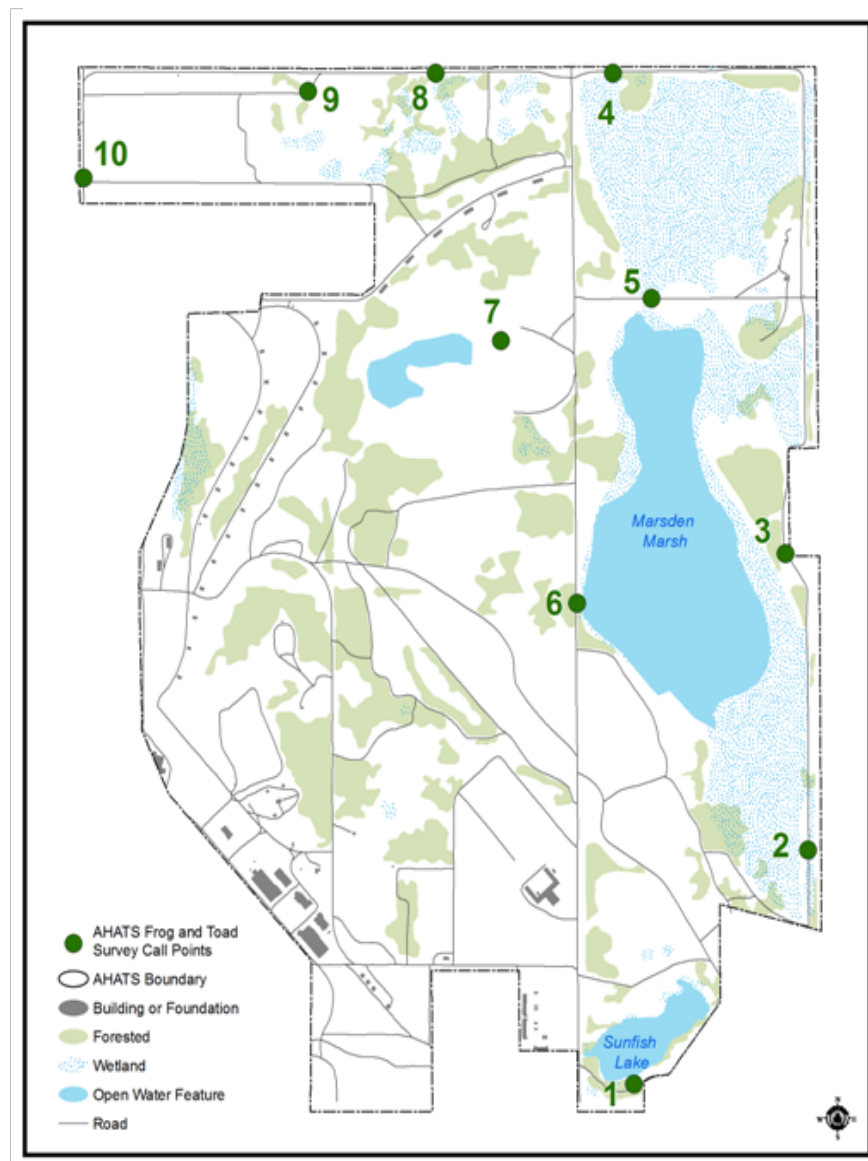 8
4
9
10
5
7
Marsden
Marsh
3
6
2
AHATS Frog and Toad
Survey Call Points
AHATS Boundary
Building or Foundation
Forested
Wetland
Open Water Feature
Road
Sunfish
Lake
1
N
W
E
S